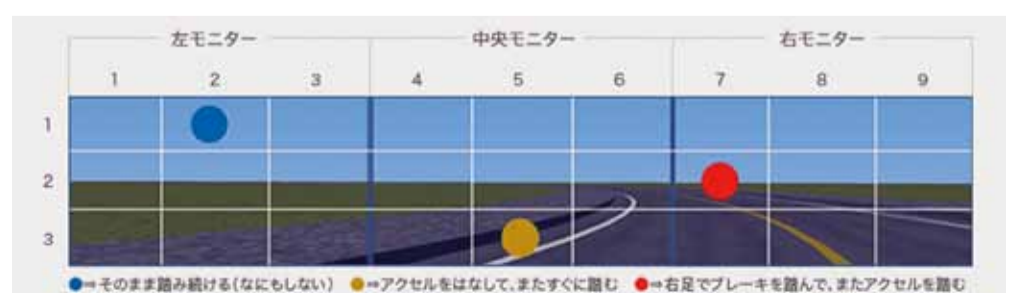 左モニター 中央モニター 右モニター
1 2 3 4 5 6 7 8 9
1
2
3
●⇒そのまま踏み続ける(なにもしない) ●⇒アクセルをはなして、またすぐに踏む ●⇒右足でブレーキを踏んで、またアクセルを踏む